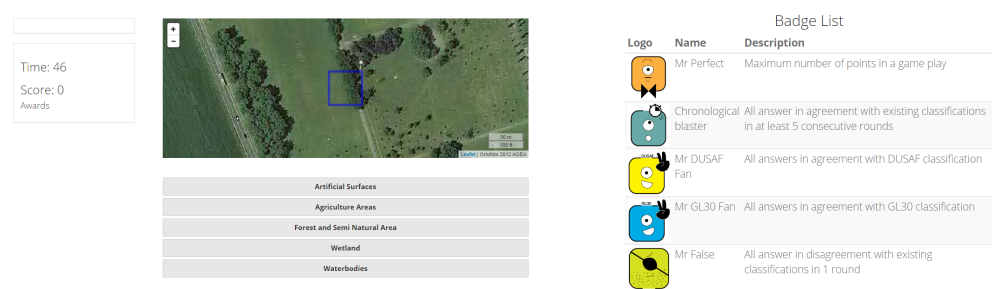 Time: 46
Score: 0
Awards
+
−
30 m
100 ft
Leaflet | Ortofoto 2012 AGEA
Artificial Surfaces
Agriculture Areas
Forest and Semi Natural Area
Wetland
Waterbodies
Badge List
Logo Name Description
Mr Perfect Maximum number of points in a game play
Chronological All answer in agreement with existing classifications
blaster in at least 5 consecutive rounds
DUSAF
Mr DUSAF All answers in agreement with DUSAF classification
Fan
GL30
Mr GL30 Fan All answers in agreement with GL30 classification
Mr False All answer in disagreement with existing
classifications in 1 round